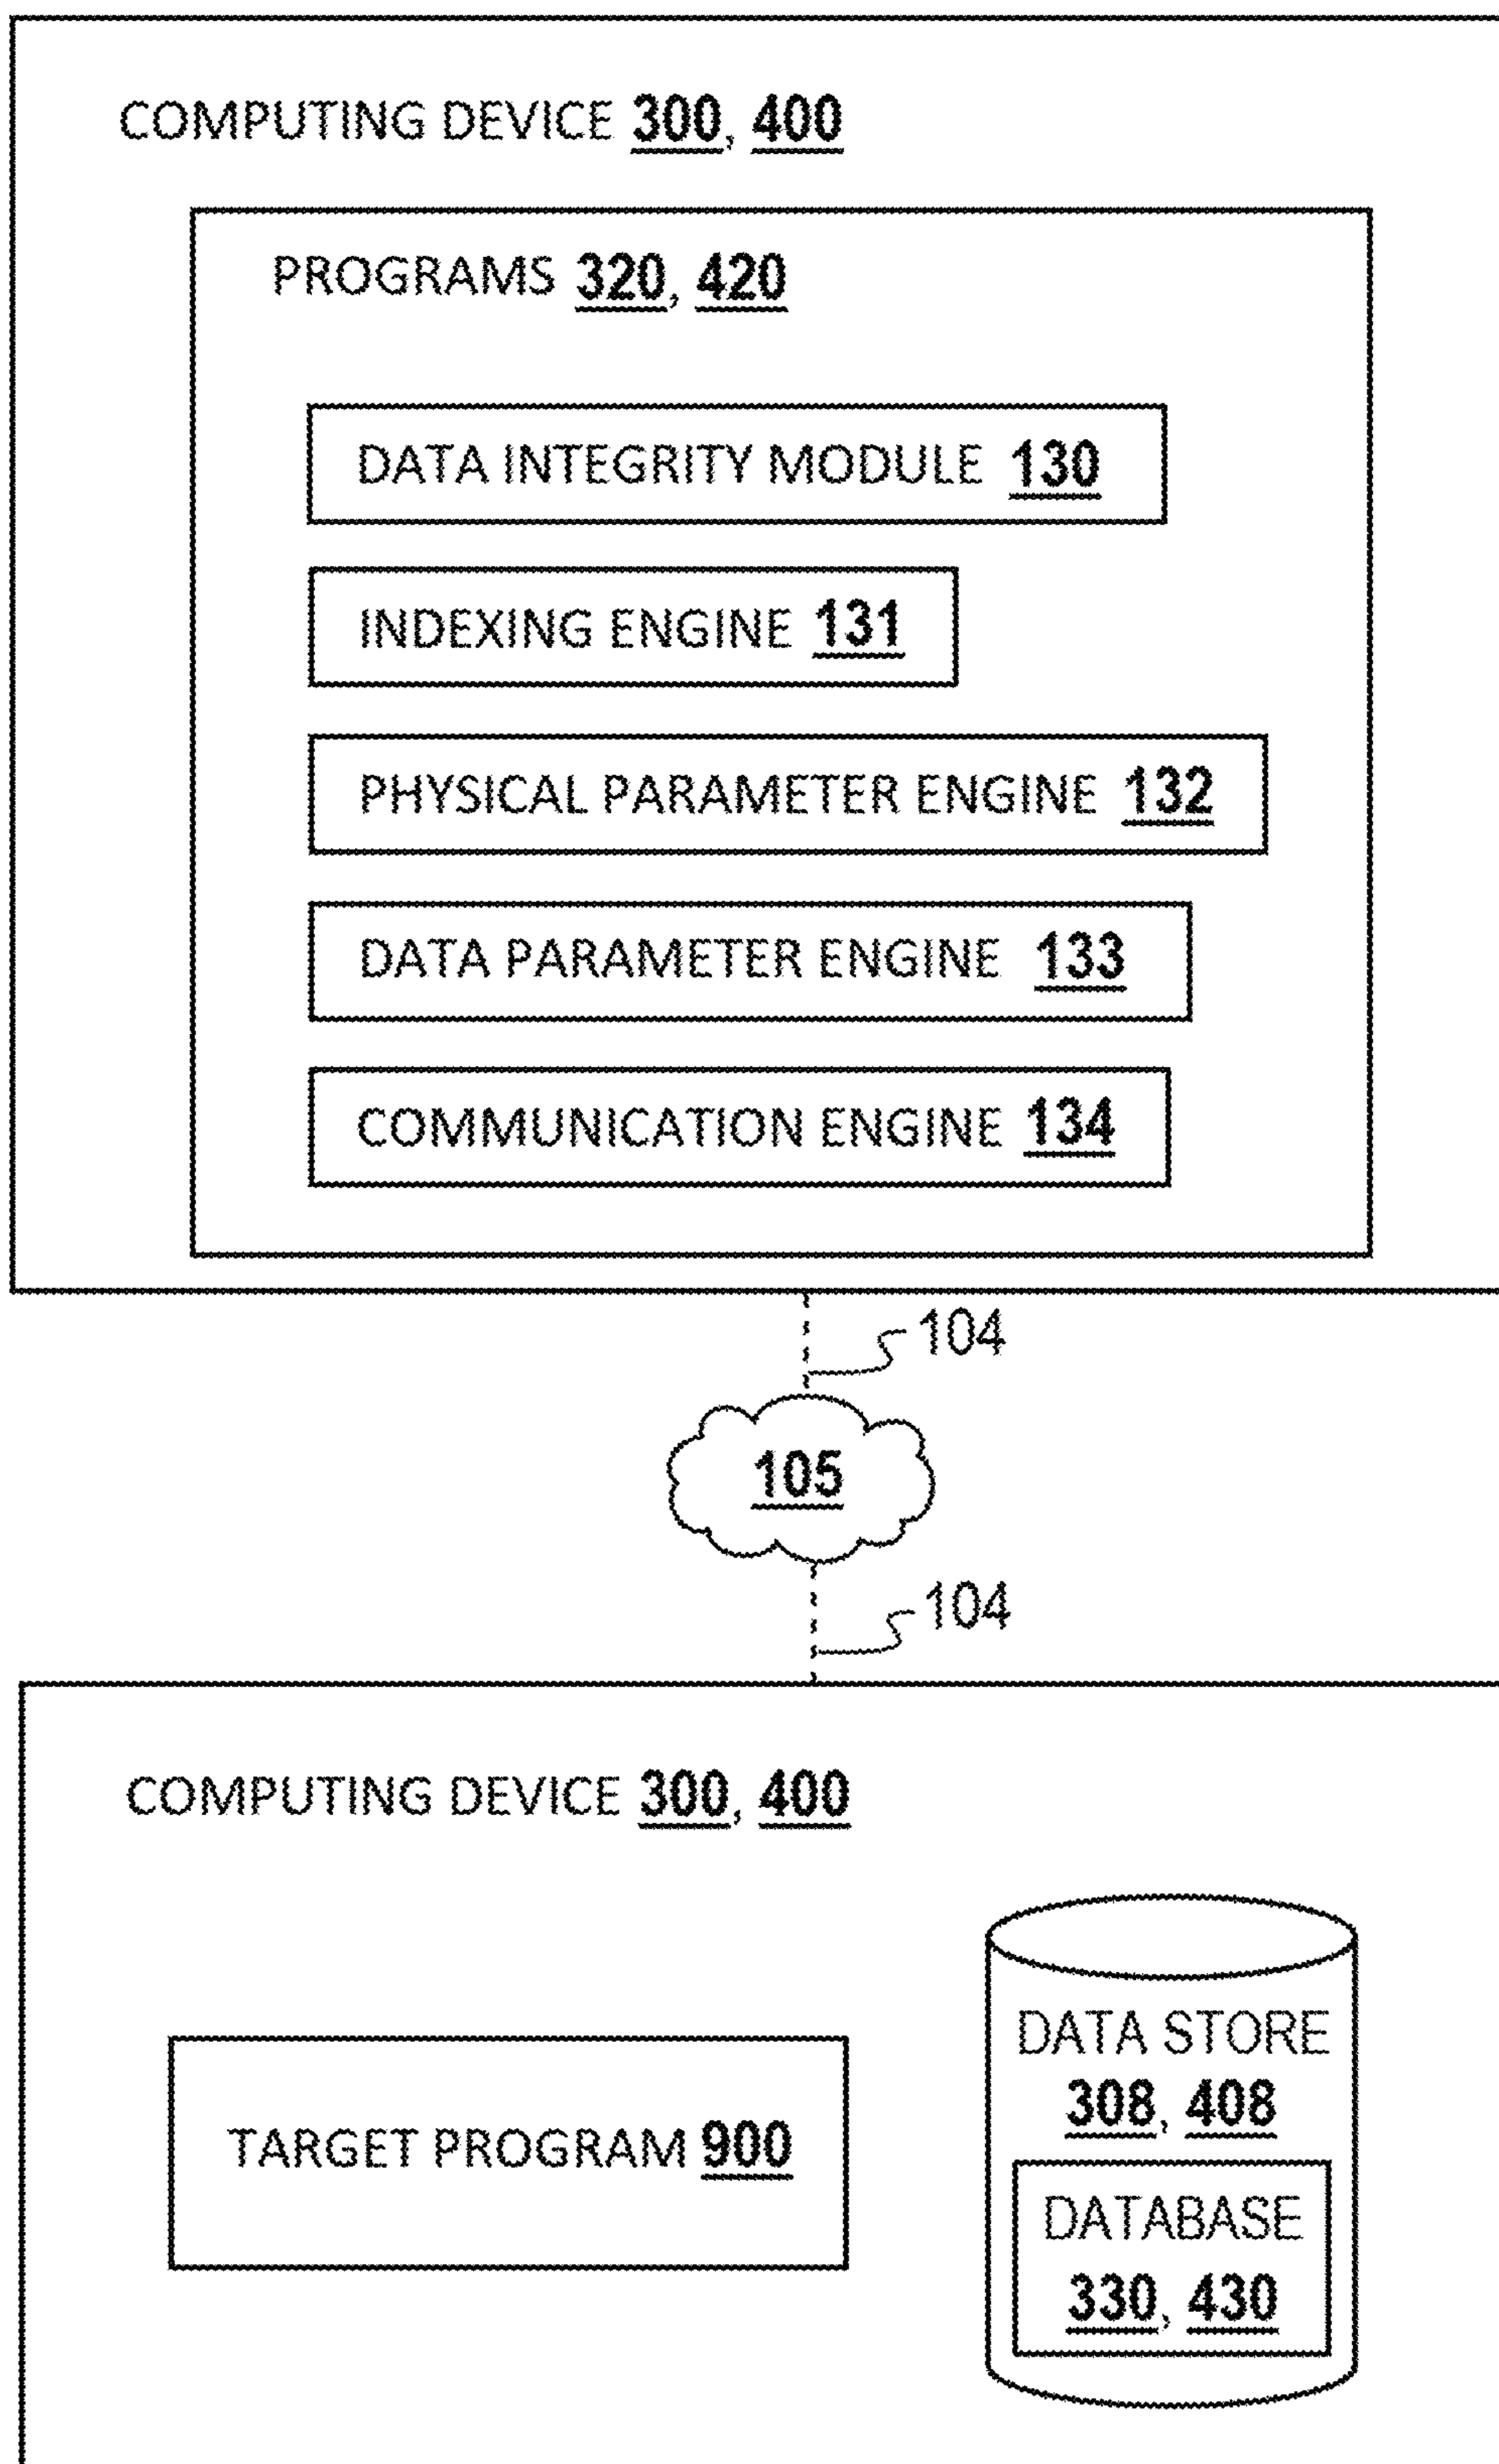 COMPUTING DEVICE 300, 400
PROGRAMS 320, 420
DATA INTEGRITY MODULE 130
INDEXING ENGINE 131
PHYSICAL PARAMETER ENGINE 132
DATA PARAMETER ENGINE 133
COMMUNICATION ENGINE 134
104
105
104
COMPUTING DEVICE 300, 400
TARGET PROGRAM 900
DATA STORE
308, 408
DATABASE
330, 430